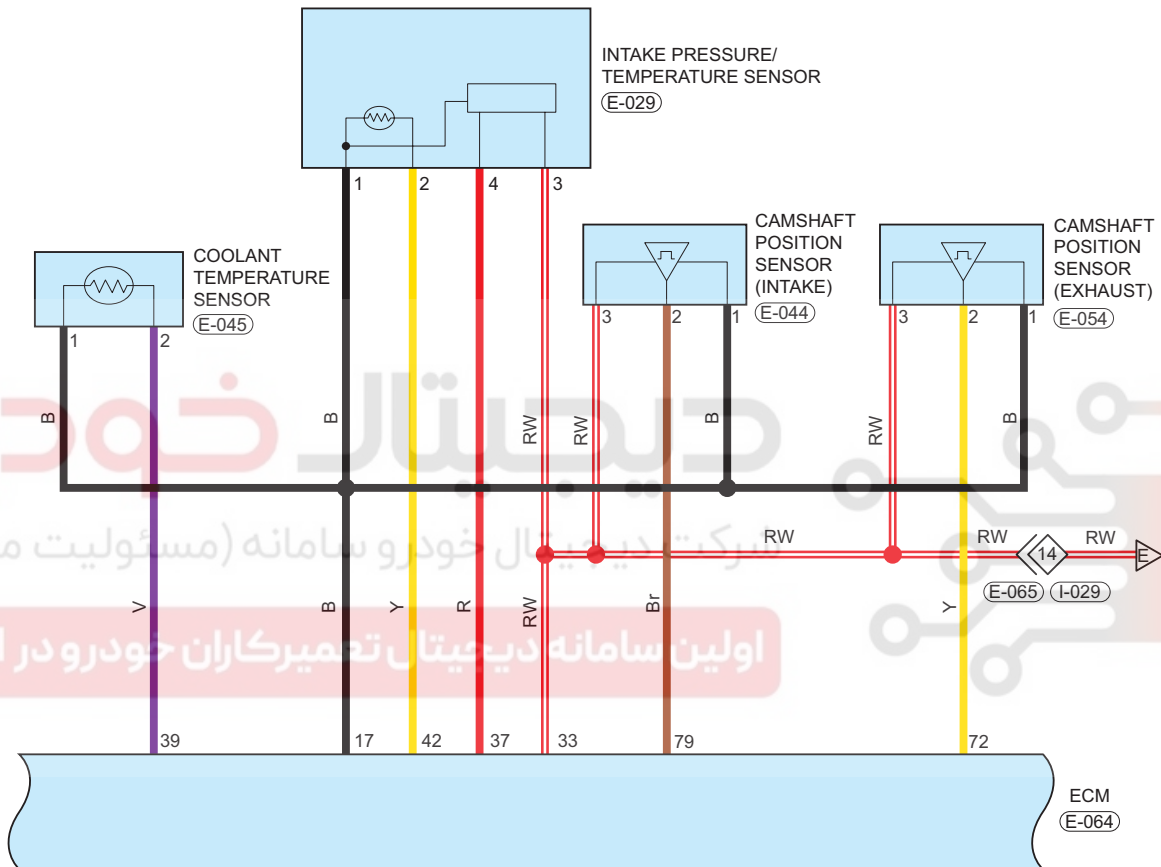 INTAKE PRESSURE/
TEMPERATURE SENSOR
E-029
1 2 4 3
COOLANT
TEMPERATURE
SENSOR
E-045
1 2
CAMSHAFT
POSITION
SENSOR
(INTAKE)
E-044
3 2 1
CAMSHAFT
POSITION
SENSOR
(EXHAUST)
E-054
3 2 1
B B RW RW B RW B
دیجیتال خود
شرکت دیجیتال خودرو سامانه (مسئولیت
RW RW 14 RW E
E-065 I-029
V B Y R RW Br Y
اولین سامانه دیجیتال تعمیرکاران خودرو در
39 17 42 37 33 79 72
ECM
E-064